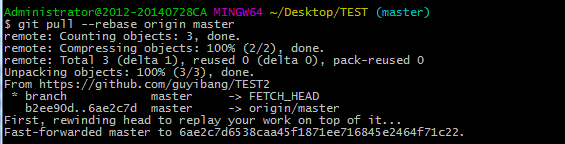 Administrator@2012-20140728CA MINGW64 ~/Desktop/TEST (master)
$ git pull --rebase origin master
remote: Counting objects: 3, done.
remote: Compressing objects: 100% (2/2), done.
remote: Total 3 (delta 1), reused 0 (delta 0), pack-reused 0
Unpacking objects: 100% (3/3), done.
From https://github.com/guyibang/TEST2
 * branch            master     -> FETCH_HEAD
   b2ee90d..6ae2c7d  master     -> origin/master
First, rewinding head to replay your work on top of it...
Fast-forwarded master to 6ae2c7d6538caa45f1871ee716845e2464f71c22.